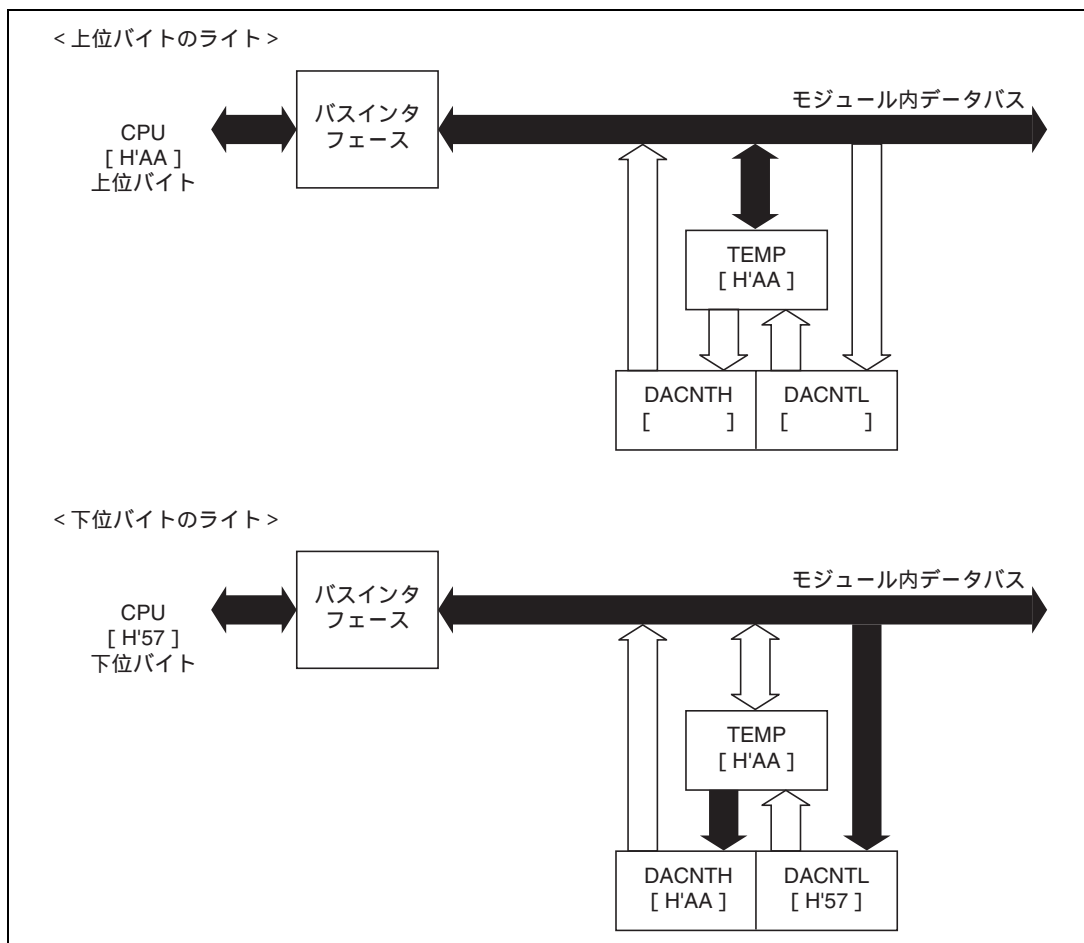 <上位バイトのライト>
モジュール内データバス
バスインタ
フェース
CPU
[ H'AA ]
上位バイト
TEMP
[ H'AA ]
DACNTH
[ ]
DACNTL
[ ]
<下位バイトのライト>
モジュール内データバス
バスインタ
フェース
CPU
[ H'57 ]
下位バイト
TEMP
[ H'AA ]
DACNTH
[ H'AA ]
DACNTL
[ H'57 ]